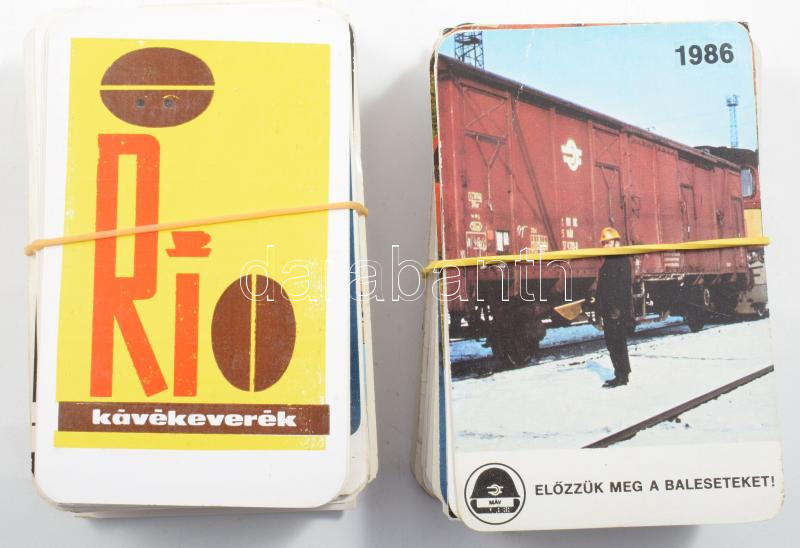 Rio
kávékeverék
1986
MÁV
ELŐZZÜK MEG A BALESETEKET!
darabanth